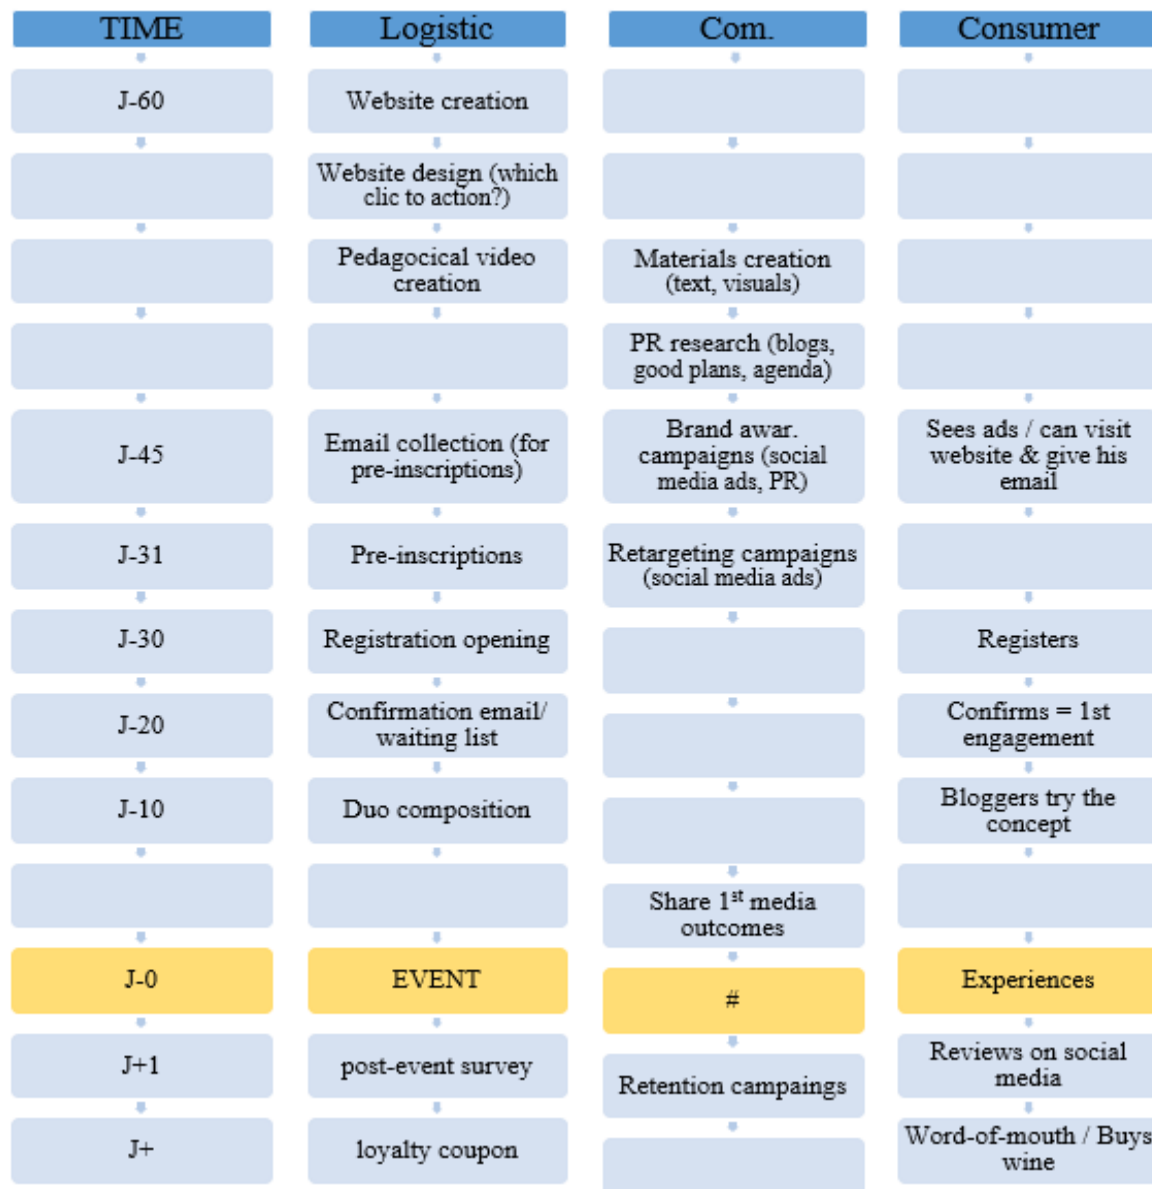 TIME
Logistic
Com.
Consumer
J-60
Website creation
Website design (which
clic to action?)
Pedagocical video
creation
Materials creation
(text, visuals)
PR research (blogs,
good plans, agenda)
J-45
Email collection (for
pre-inscriptions)
Brand awar.
campaigns (social
media ads, PR)
Sees ads / can visit
website & give his
email
J-31
Pre-inscriptions
Retargeting campaigns
(social media ads)
J-30
Registration opening
Registers
J-20
Confirmation email/
waiting list
Confirms = 1st
engagement
J-10
Duo composition
Bloggers try the
concept
Share 1st media
outcomes
J-0
EVENT
#
Experiences
J+1
post-event survey
Retention campaings
Reviews on social
media
J+
loyalty coupon
Word-of-mouth / Buys
wine